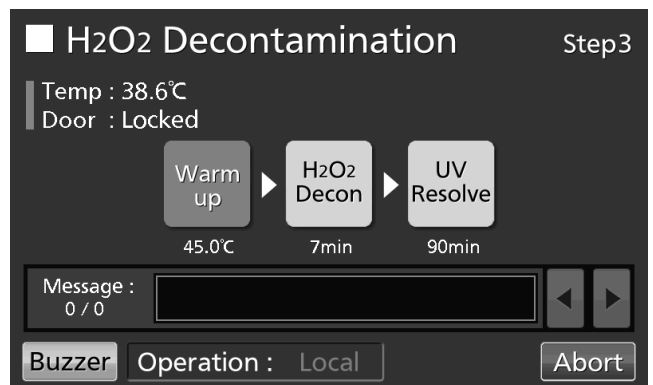 H2O2 Decontamination
Step3
Temp : 38.6℃
Door : Locked
Warm up
H2O2 Decon
UV Resolve
45.0℃
7min
90min
Message :
0 / 0
Buzzer
Operation : Local
Abort